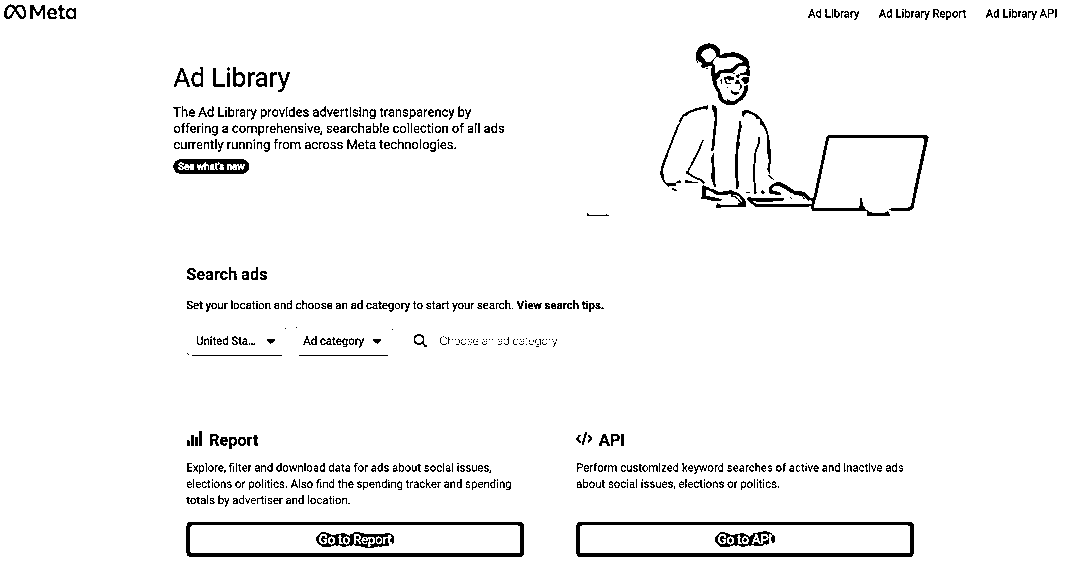 Meta
Ad Library
Ad Library Report
Ad Library API
Ad Library
The Ad Library provides advertising transparency by
offering a comprehensive, searchable collection of all ads
currently running from across Meta technologies.
See what's new
Search ads
Set your location and choose an ad category to start your search. View search tips.
United Sta...
Ad category
Choose an ad category
Report
Explore, filter and download data for ads about social issues,
elections or politics. Also find the spending tracker and spending
totals by advertiser and location.
Go to Report
API
Perform customized keyword searches of active and inactive ads
about social issues, elections or politics.
Go to API